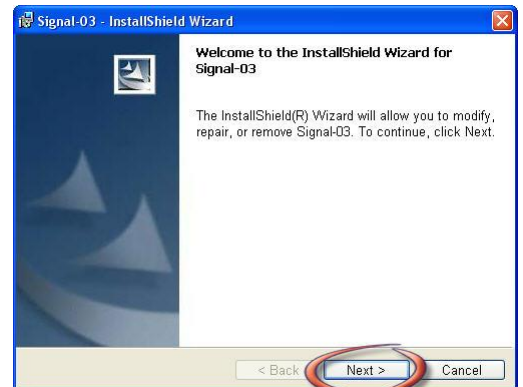 Signal-03 - InstallShield Wizard
Welcome to the InstallShield Wizard for
Signal-03
The InstallShield(R) Wizard will allow you to modify,
repair, or remove Signal-03. To continue, click Next.
< Back
Next >
Cancel